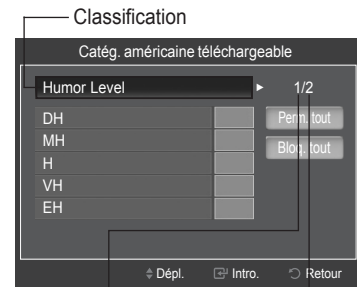 Classification
Catég. américaine téléchargeable
Humor Level ► 1/2
DH Perm. tout
MH Bloq. tout
H
VH
EH
Dépl. Intro. Retour